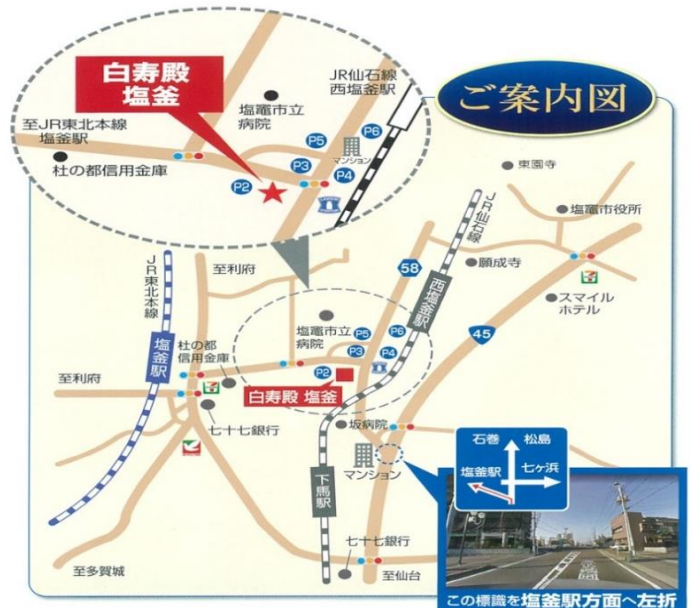 ご案内図
白寿殿
塩釜
JR仙石線
西塩釜駅
塩竈市立
病院
至JR東北本線
塩釜駅
杜の都信用金庫
P5
P6
マンション
P3
P4
P2
LAWSON
東園寺
JR仙石線
塩竈市役所
願成寺
スマイル
ホテル
58
45
西塩釜駅
JR東北本線
至利府
塩釜駅
塩竈市立
病院
P5
P6
P3
P4
P2
杜の都
信用金庫
至利府
白寿殿 塩釜
七十七銀行
坂病院
マンション
下馬駅
石巻
松島
塩釜駅
七ヶ浜
七十七銀行
至多賀城
至仙台
この標識を塩釜駅方面へ左折